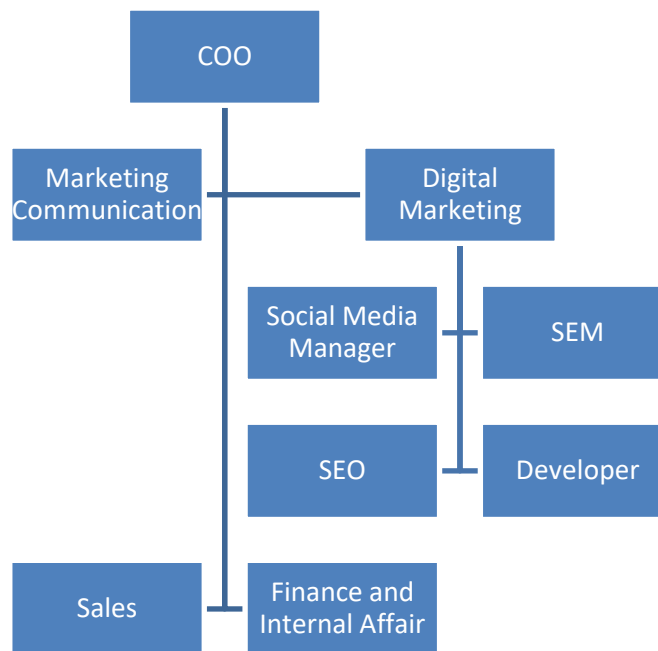 COO
Marketing
Communication
Digital
Marketing
Social Media
Manager
SEM
SEO
Developer
Sales
Finance and
Internal Affair